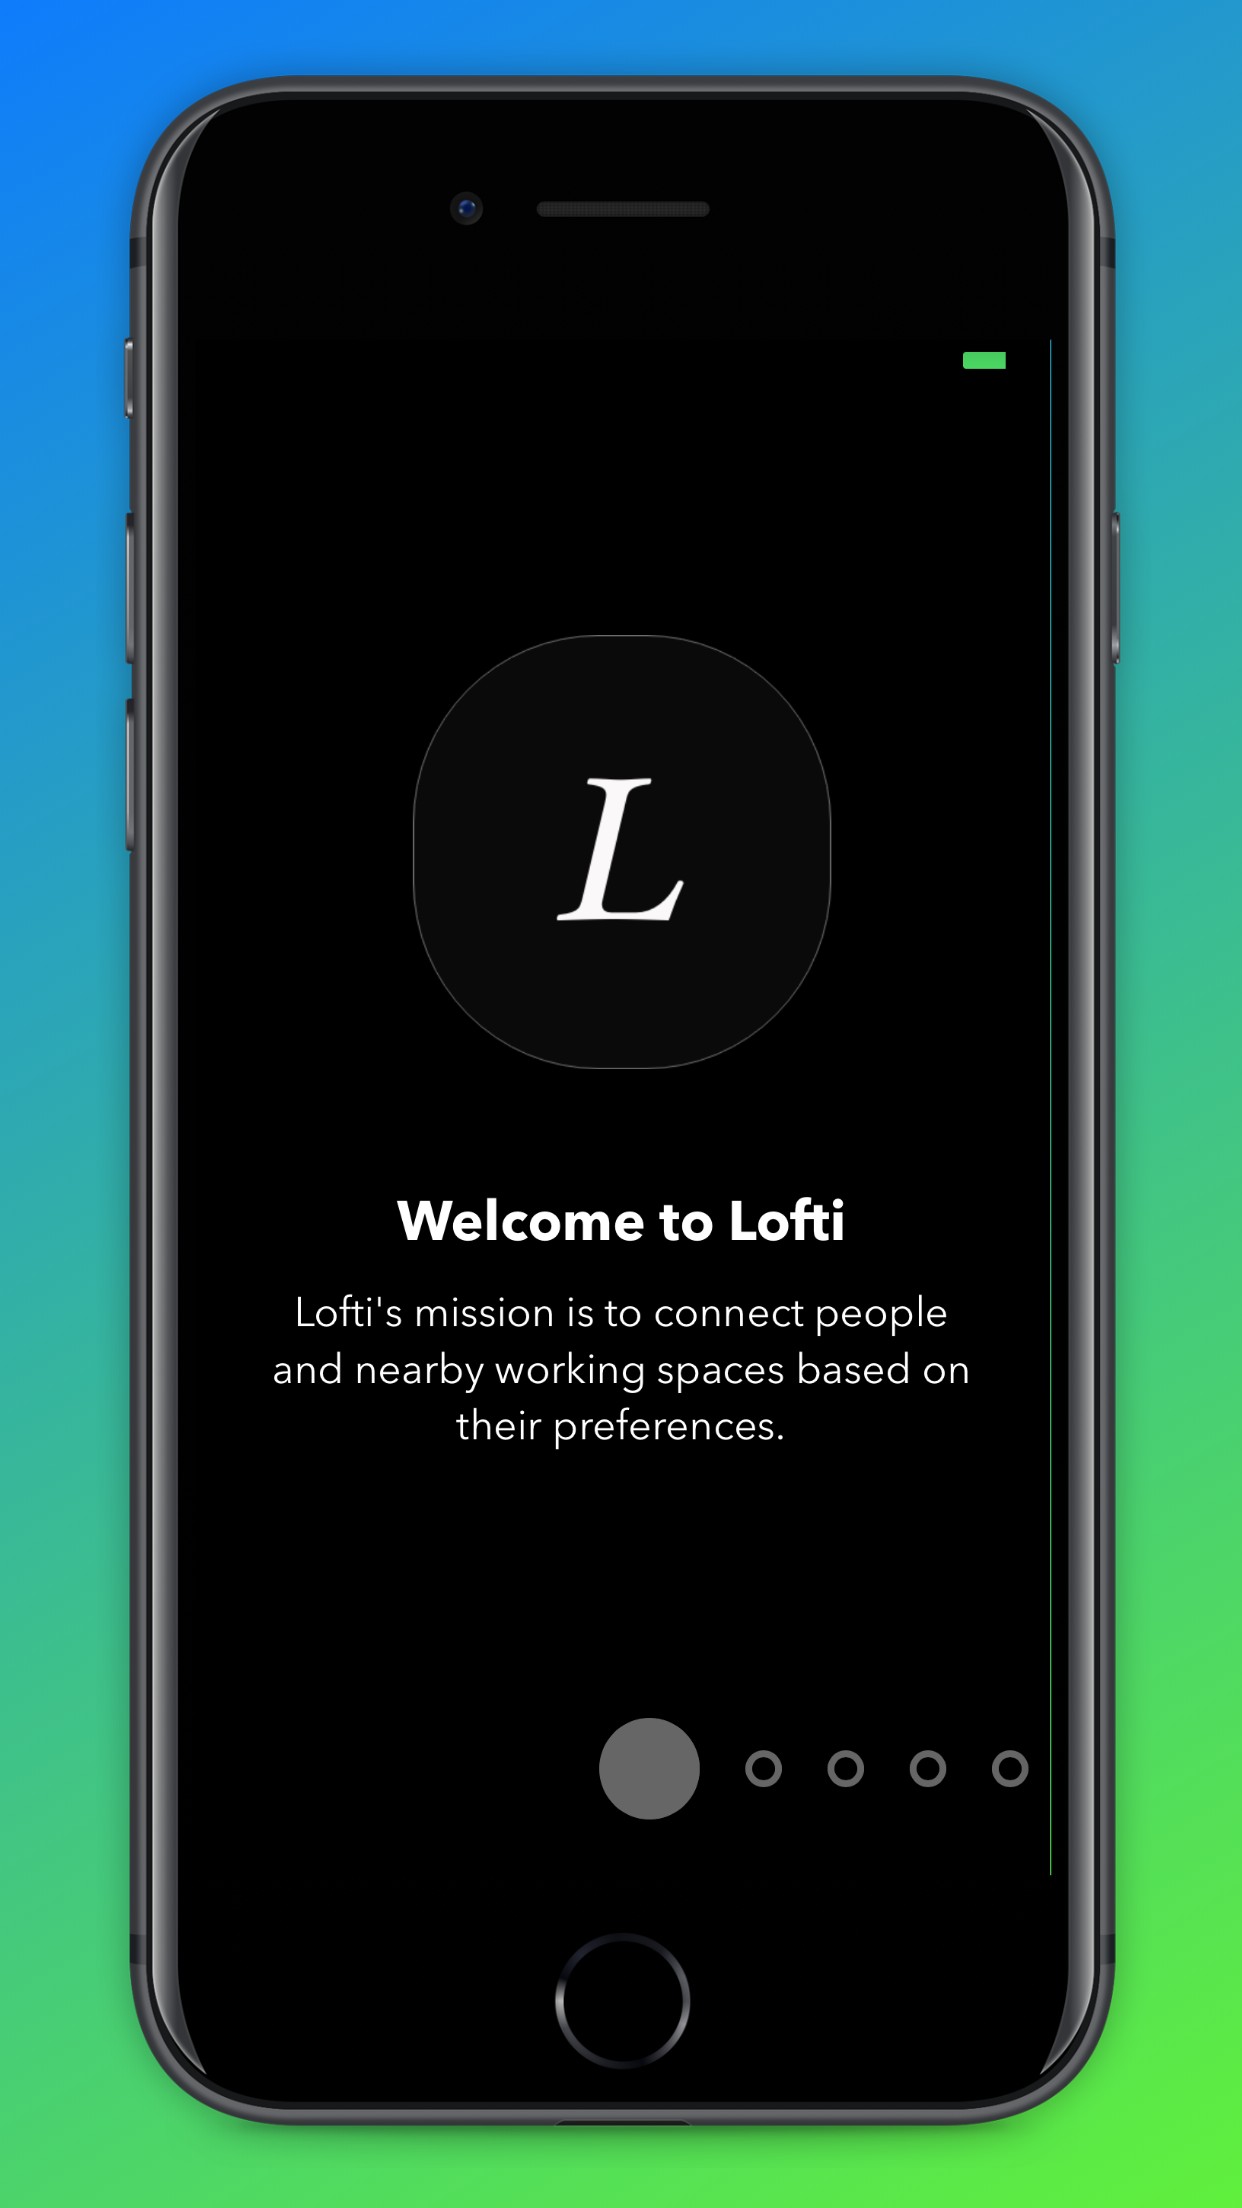 L
Welcome to Lofti
Lofti's mission is to connect people
and nearby working spaces based on
their preferences.